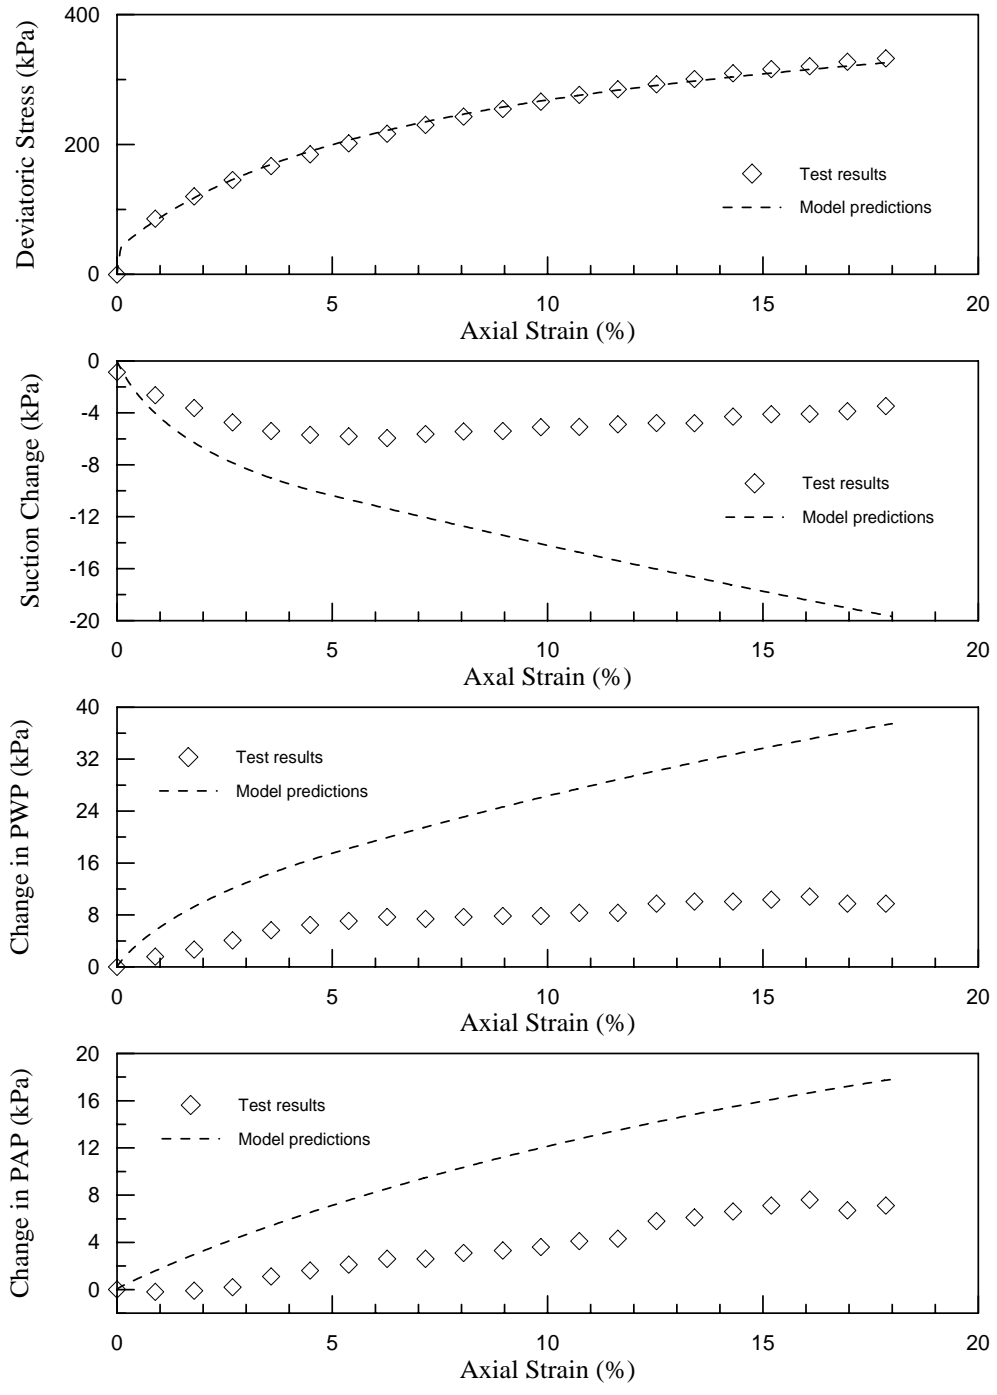 400
200
0
Deviatoric Stress (kPa)
Test results
Model predictions
0 5 10 15 20
Axial Strain (%)
0
-4
-8
-12
-16
-20
Suction Change (kPa)
Test results
Model predictions
0 5 10 15 20
Axal Strain (%)
40
32
24
16
8
0
Change in PWP (kPa)
Test results
Model predictions
0 5 10 15 20
Axial Strain (%)
20
16
12
8
4
0
Change in PAP (kPa)
Test results
Model predictions
0 5 10 15 20
Axial Strain (%)